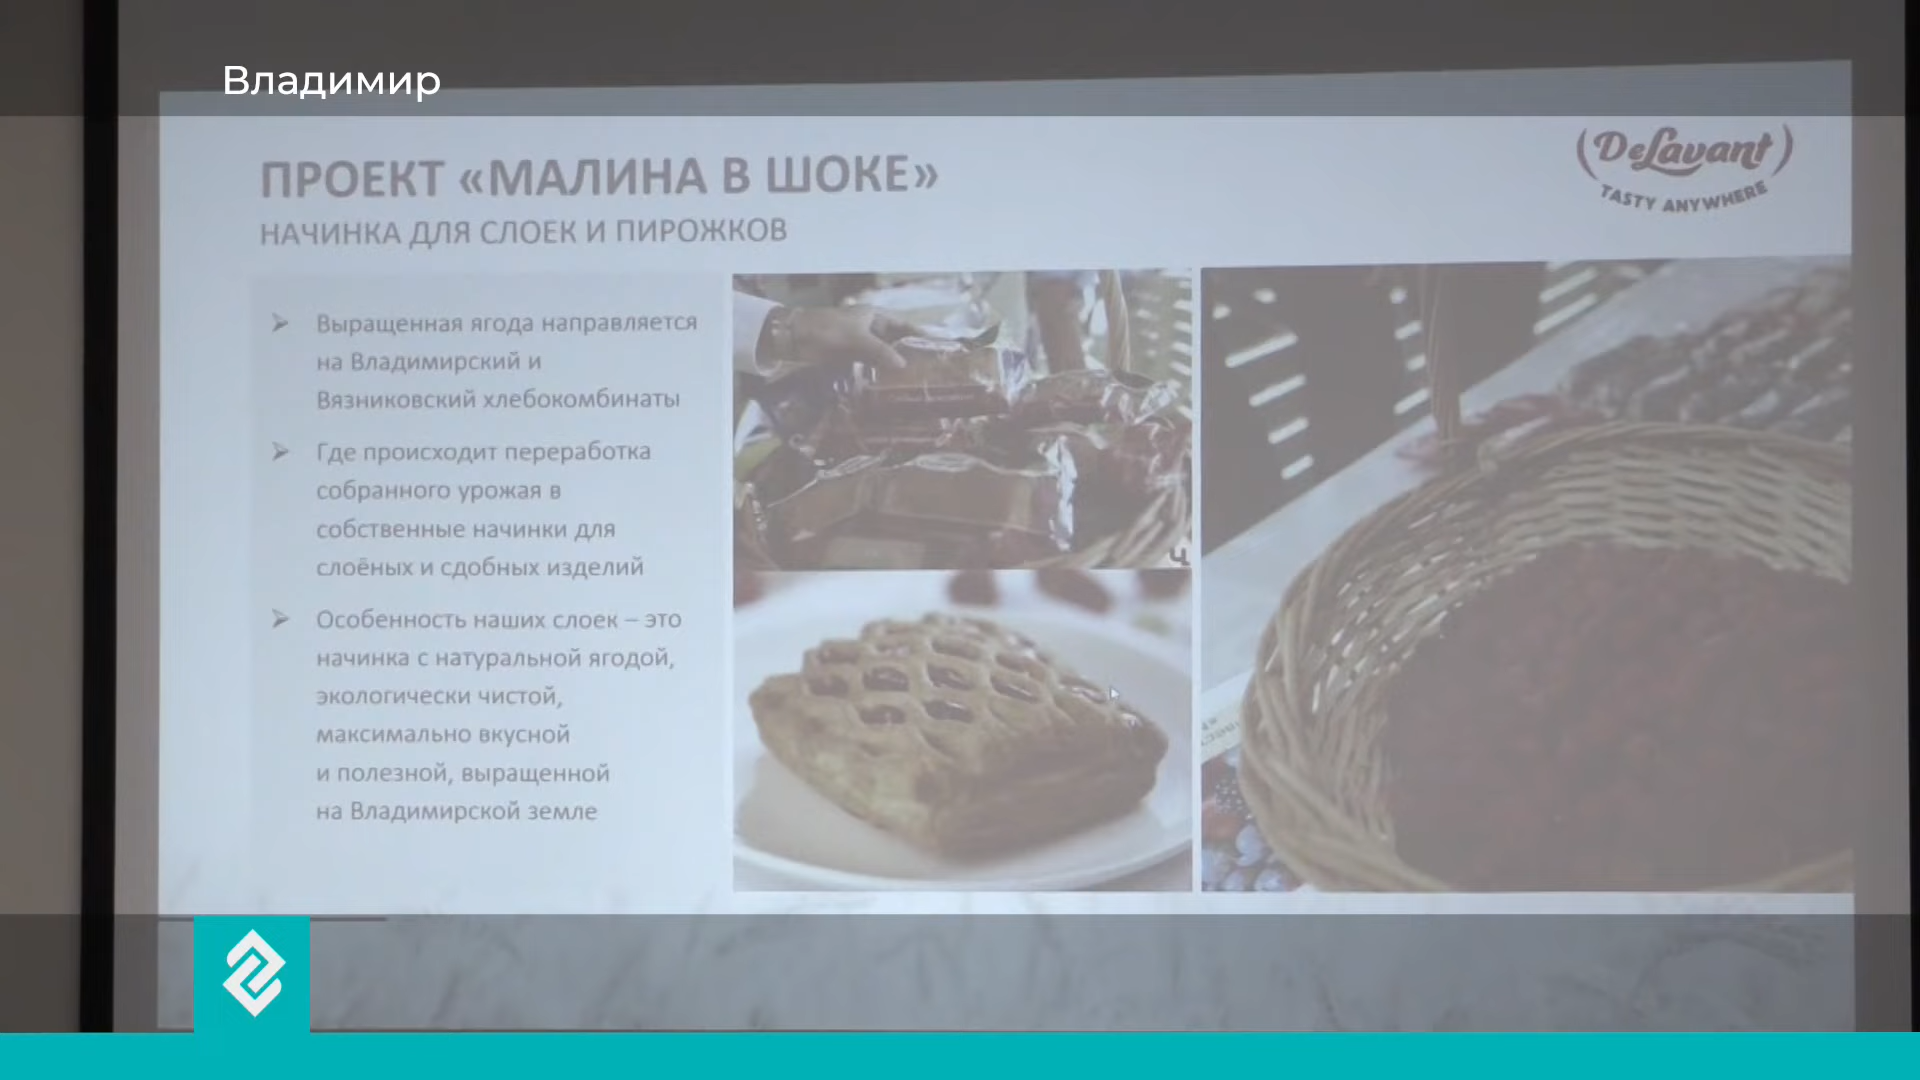 Владимир
ПРОЕКТ «МАЛИНА В ШОКЕ»
НАЧИНКА ДЛЯ СЛОЕК И ПИРОЖКОВ
DeLavant
TASTY ANYWHERE
➢ Выращенная ягода направляется
на Владимирский и
Вязниковский хлебокомбинаты
➢ Где происходит переработка
собранного урожая в
собственные начинки для
слоёных и сдобных изделий
➢ Особенность наших слоек – это
начинка с натуральной ягодой,
экологически чистой,
максимально вкусной
и полезной, выращенной
на Владимирской земле